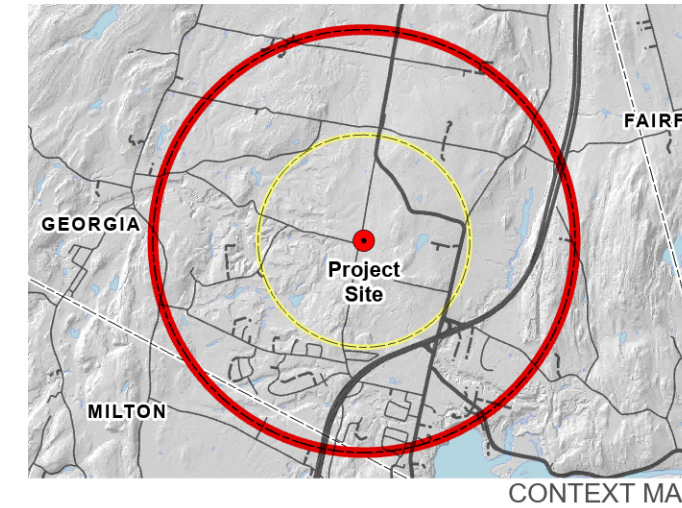 FAIRF
GEORGIA
Project
Site
MILTON
CONTEXT MA